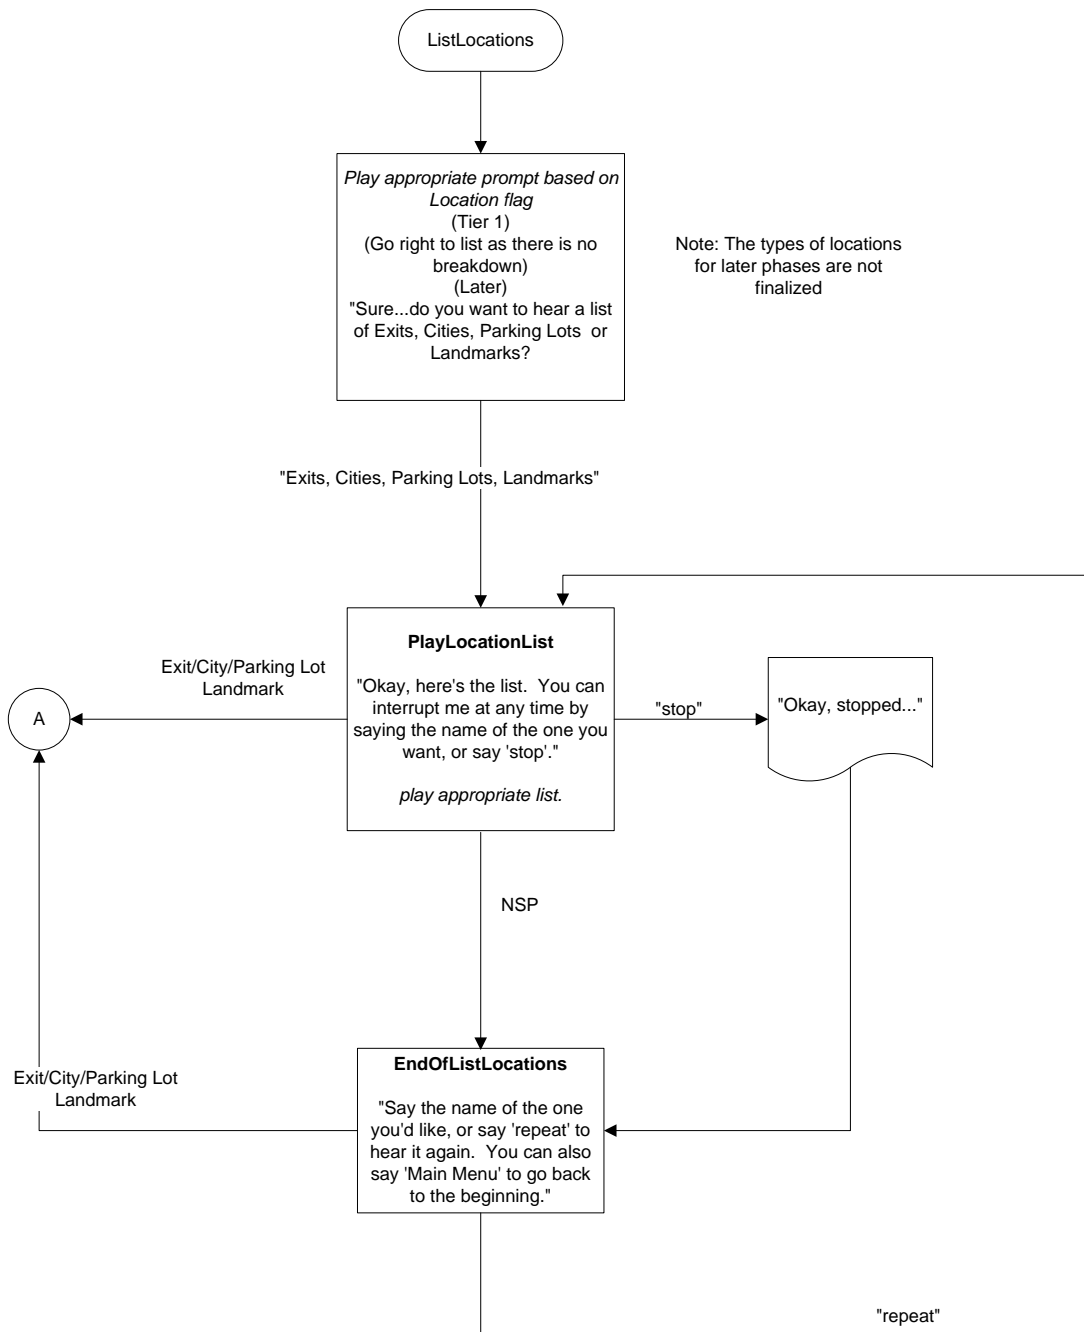 ListLocations
Play appropriate prompt based on
Location flag
(Tier 1)
(Go right to list as there is no
breakdown)
(Later)
"Sure...do you want to hear a list
of Exits, Cities, Parking Lots  or
Landmarks?
Note: The types of locations
for later phases are not
finalized
"Exits, Cities, Parking Lots, Landmarks"
PlayLocationList
"Okay, here's the list.  You can
interrupt me at any time by
saying the name of the one you
want, or say 'stop'."
play appropriate list.
Exit/City/Parking Lot
Landmark
A
"stop"
"Okay, stopped..."
NSP
EndOfListLocations
"Say the name of the one
you'd like, or say 'repeat' to
hear it again.  You can also
say 'Main Menu' to go back
to the beginning."
Exit/City/Parking Lot
Landmark
"repeat"